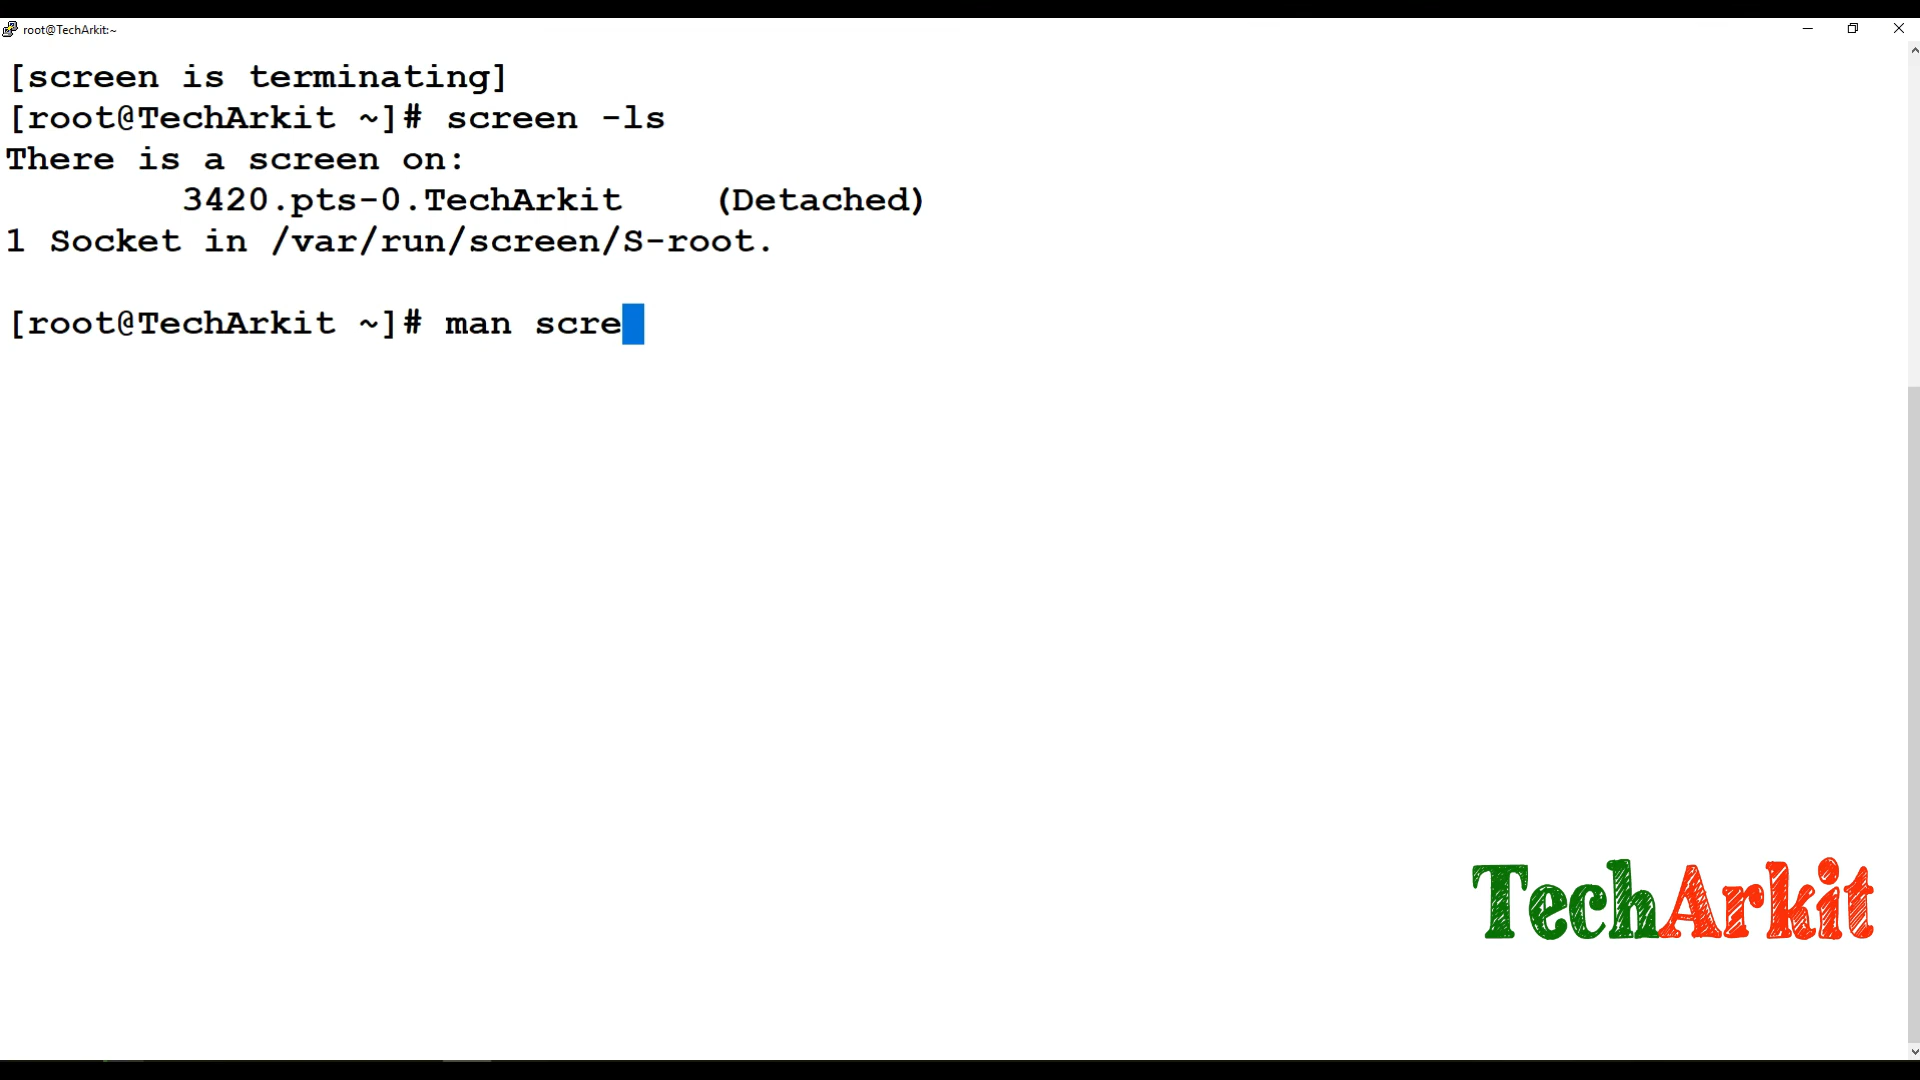 root@TechArkit:~
[screen is terminating]
[root@TechArkit ~]# screen -ls
There is a screen on:
        3420.pts-0.TechArkit    (Detached)
1 Socket in /var/run/screen/S-root.
[root@TechArkit ~]# man scre
TechArkit